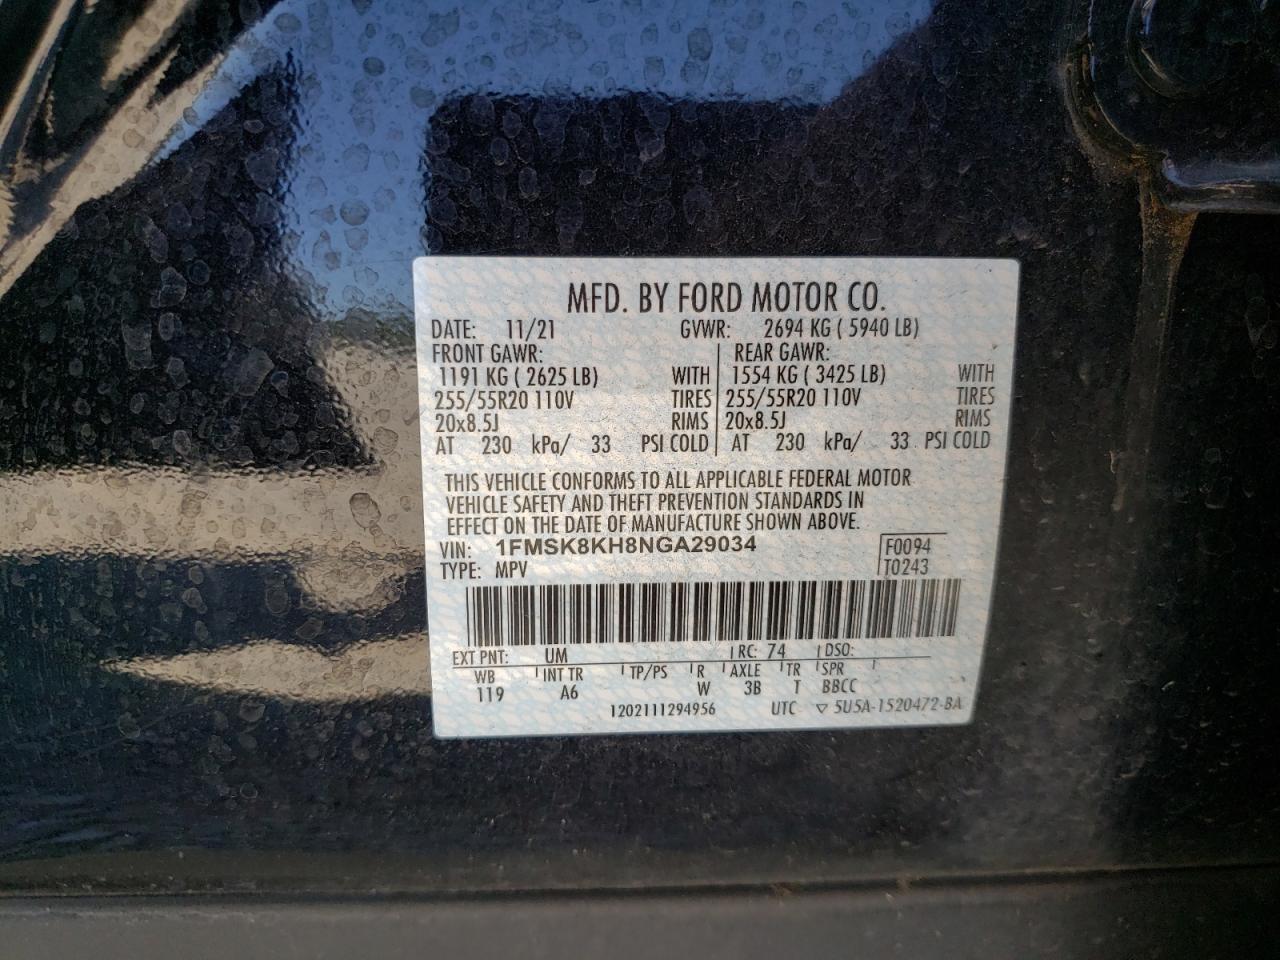 MFD. BY FORD MOTOR CO.
DATE: 11/21 GVWR: 2694 KG ( 5940 LB)
FRONT GAWR: REAR GAWR:
1191 KG ( 2625 LB) WITH 1554 KG ( 3425 LB) WITH
255/55R20 110V TIRES 255/55R20 110V TIRES
20x8.5J RIMS 20x8.5J RIMS
AT 230 kPa/ 33 PSI COLD AT 230 kPa/ 33 PSI COLD
THIS VEHICLE CONFORMS TO ALL APPLICABLE FEDERAL MOTOR
VEHICLE SAFETY AND THEFT PREVENTION STANDARDS IN
EFFECT ON THE DATE OF MANUFACTURE SHOWN ABOVE.
VIN: 1FMSK8KH8NGA29034 F0094
TYPE: MPV T0243
EXT PNT: UM RC: 74 DSO:
WB INT TR TP/PS R AXLE TR SPR
119 A6 W 3B T BBCC
1202111294956 UTC ▽ 5U5A-1520472-BA